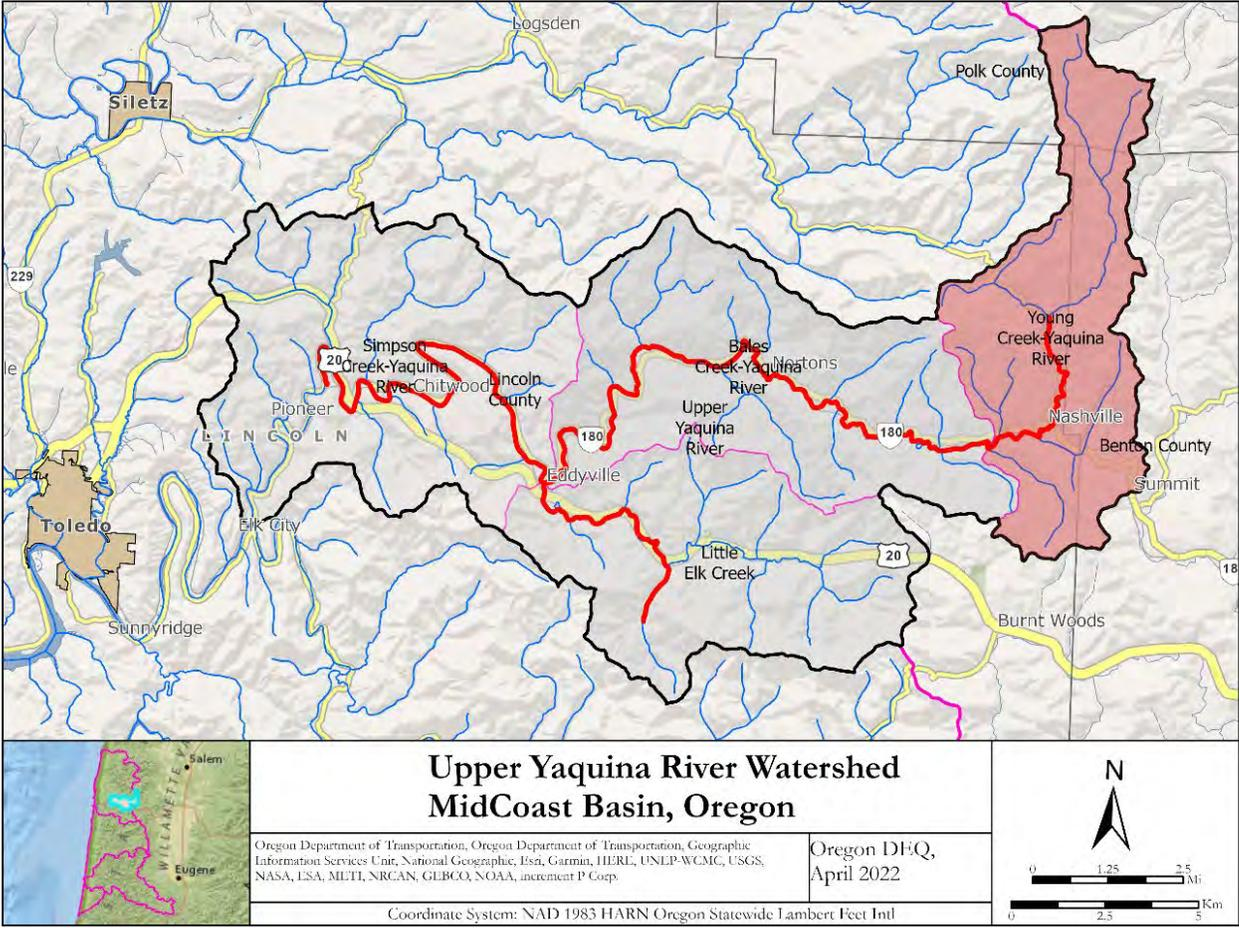 Logsden
Polk County
Siletz
229
Young
Creek-Yaquina
River
Simpson
Creek-Yaquina
River
20
Chitwood
Lincoln
County
Bales
Creek-Yaquina
River
Nortons
Pioneer
LINCOLN
Upper
Yaquina
River
180
180
Nashville
Benton County
Summit
Eddyville
Toledo
Elk City
Little
Elk Creek
20
18
Sunnyridge
Burnt Woods
Salem
WILLAMETTE V
Eugene
Upper Yaquina River Watershed
MidCoast Basin, Oregon
Oregon Department of Transportation, Oregon Department of Transportation, Geographic
Information Services Unit, National Geographic, Esri, Garmin, HERE, UNEP-WCMC, USGS,
NASA, ESA, METI, NRCAN, GEBCO, NOAA, increment P Corp.
Oregon DEQ,
April 2022
Coordinate System: NAD 1983 HARN Oregon Statewide Lambert Feet Intl
N
0 1.25 2.5 Mi
0 2.5 5 Km